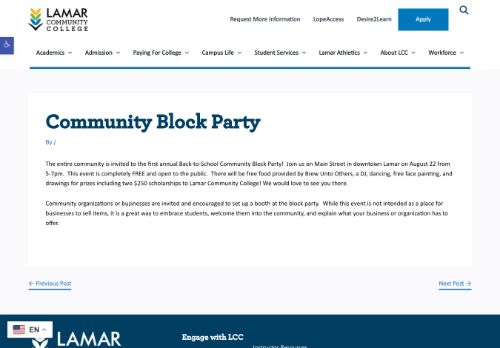 LAMAR
COMMUNITY
COLLEGE
Request More Information LopeAccess Desire2Learn Apply
Academics Admission Paying For College Campus Life Student Services Lamar Athletics About LCC Workforce
Community Block Party
By /
The entire community is invited to the first annual Back-to-School Community Block Party! Join us on Main Street in downtown Lamar on August 22 from
5-7pm. This event is completely FREE and open to the public. There will be free food provided by Brew Unto Others, a DJ, dancing, free face painting, and
drawings for prizes including two $250 scholarships to Lamar Community College! We would love to see you there.
Community organizations or businesses are invited and encouraged to set up a booth at the block party. While this event is not intended as a place for
businesses to sell items, it is a great way to embrace students, welcome them into the community, and explain what your business or organization has to
offer.
← Previous Post Next Post →
EN
LAMAR
Engage with LCC
Instructor Resources